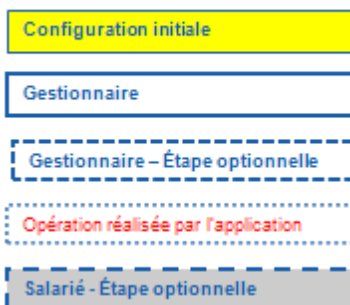 Configuration initiale
Gestionnaire
Gestionnaire – Étape optionnelle
Opération réalisée par l'application
Salarié - Étape optionnelle